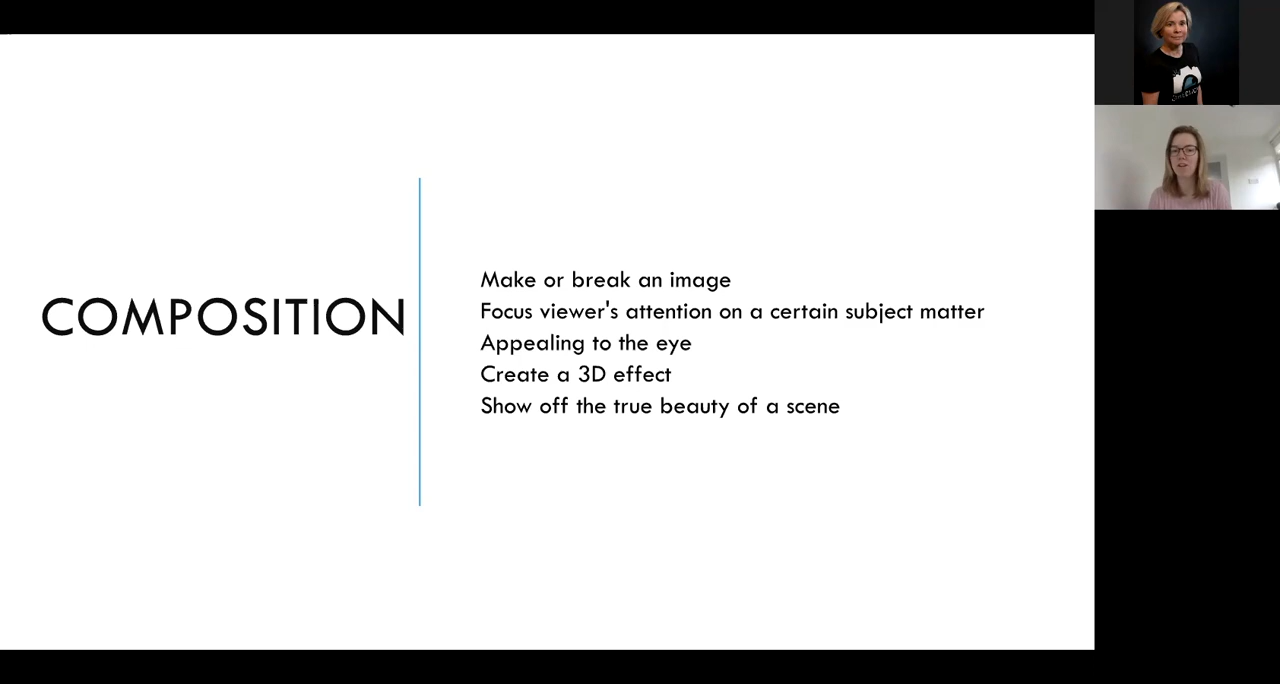 COMPOSITION
Make or break an image
Focus viewer's attention on a certain subject matter
Appealing to the eye
Create a 3D effect
Show off the true beauty of a scene